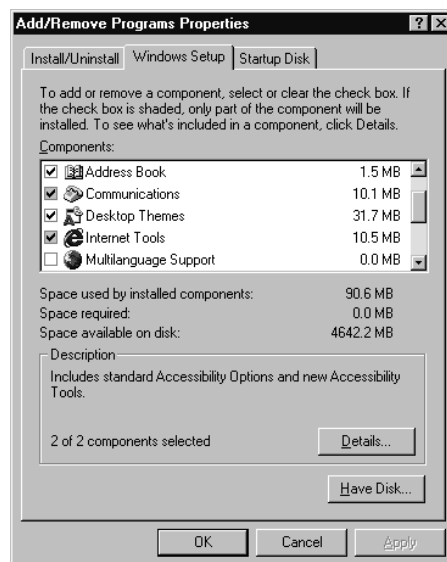 Add/Remove Programs Properties
Install/Uninstall Windows Setup Startup Disk
To add or remove a component, select or clear the check box. If
the check box is shaded, only part of the component will be
installed. To see what's included in a component, click Details.
Components:
Address Book 1.5 MB
Communications 10.1 MB
Desktop Themes 31.7 MB
Internet Tools 10.5 MB
Multilanguage Support 0.0 MB
Space used by installed components: 90.6 MB
Space required: 0.0 MB
Space available on disk: 4642.2 MB
Description
Includes standard Accessibility Options and new Accessibility
Tools.
2 of 2 components selected
Details...
Have Disk...
OK Cancel Apply